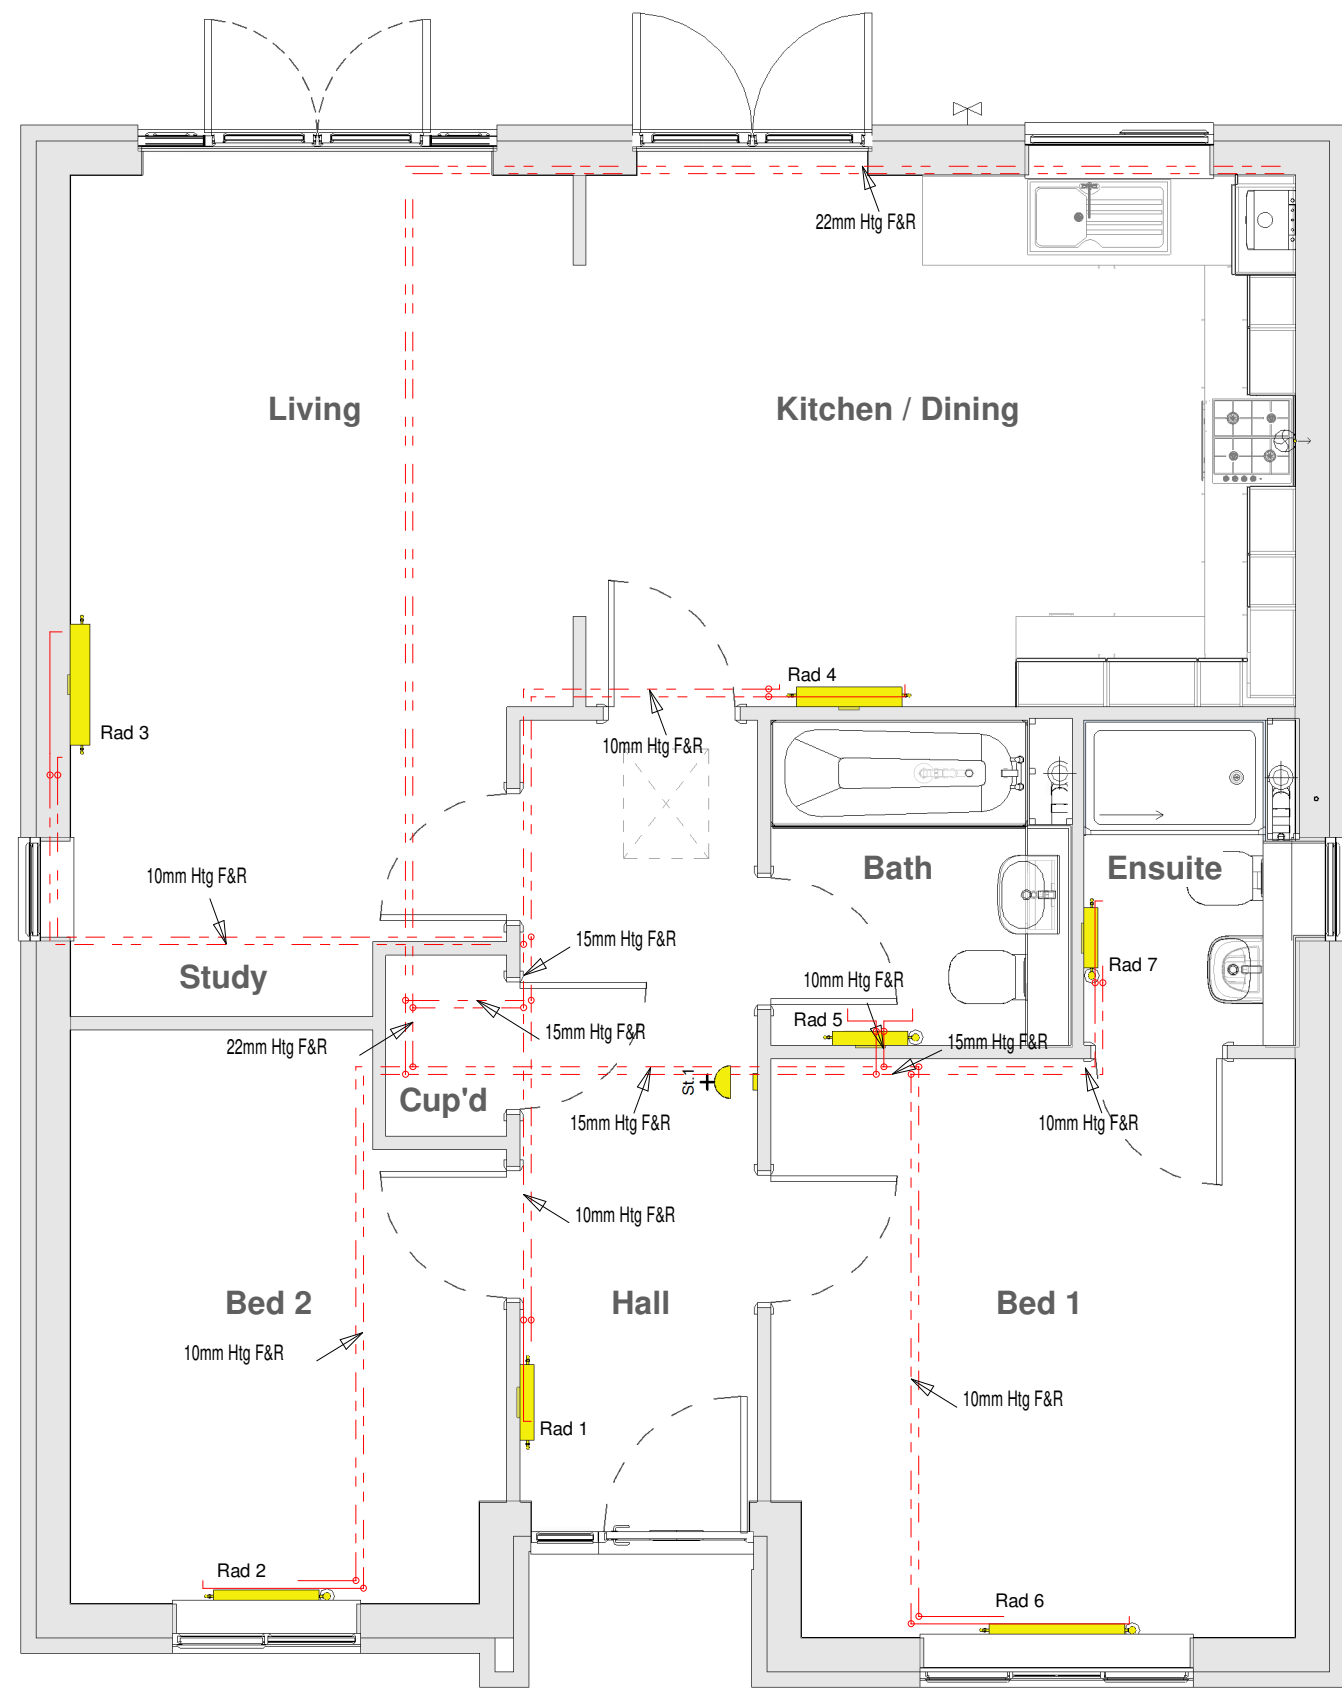 22mm Htg F&R
Living
Kitchen / Dining
Rad 4
Rad 3
10mm Htg F&R
Bath
Ensuite
10mm Htg F&R
15mm Htg F&R
Rad 7
Study
10mm Htg F&R
Rad 5
15mm Htg F&R
15mm Htg F&R
22mm Htg F&R
St.1
Cup'd
15mm Htg F&R
10mm Htg F&R
10mm Htg F&R
Bed 2
Hall
Bed 1
10mm Htg F&R
10mm Htg F&R
Rad 1
Rad 2
Rad 6